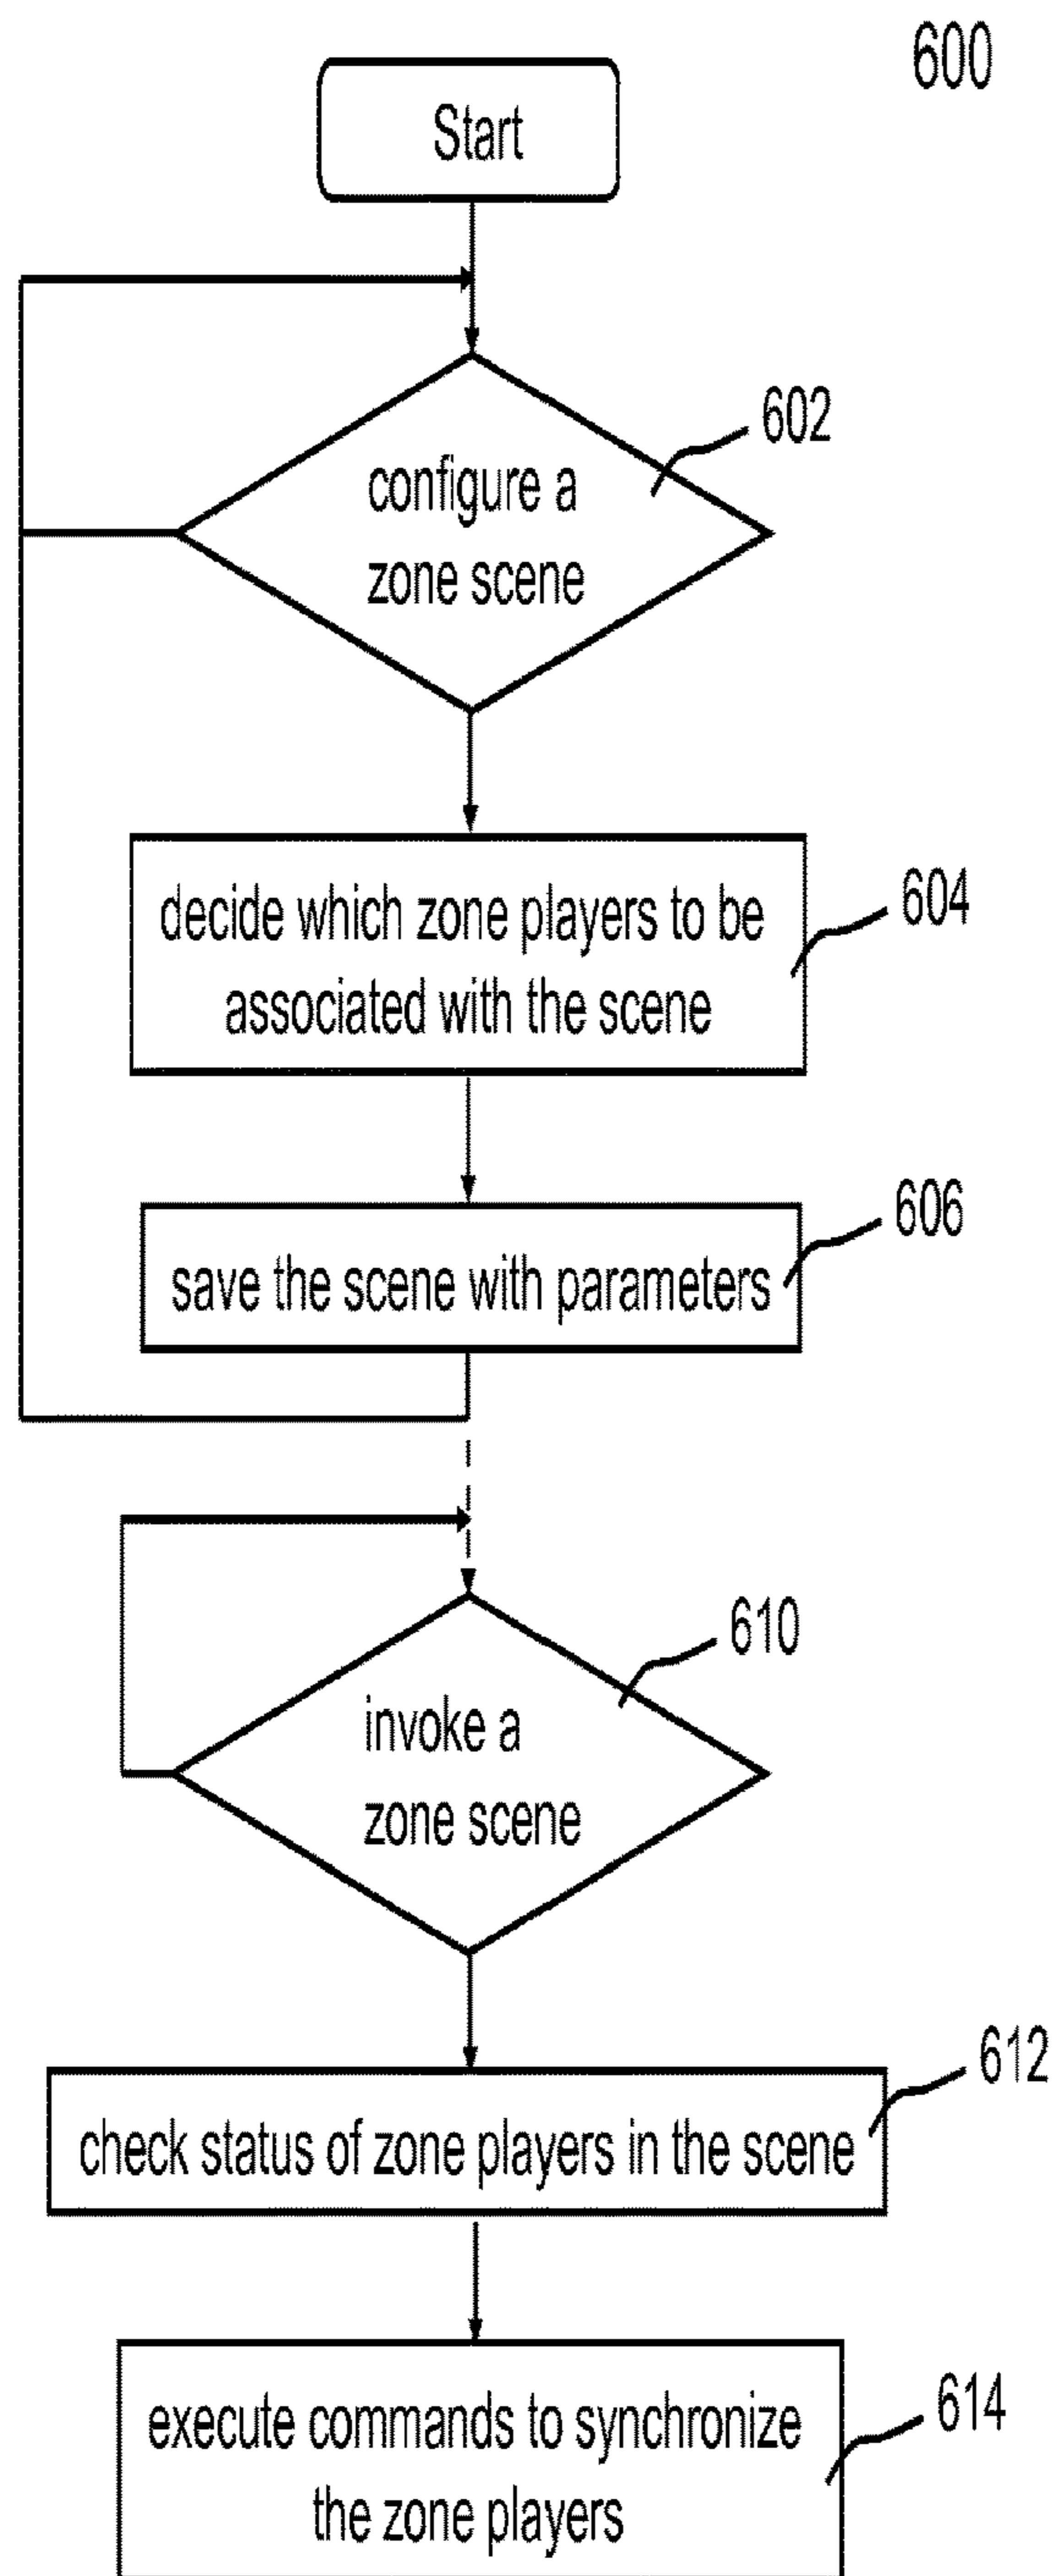 600
Start
602
configure a
zone scene
decide which zone players to be
associated with the scene
604
save the scene with parameters
606
610
invoke a
zone scene
612
check status of zone players in the scene
614
execute commands to synchronize
the zone players